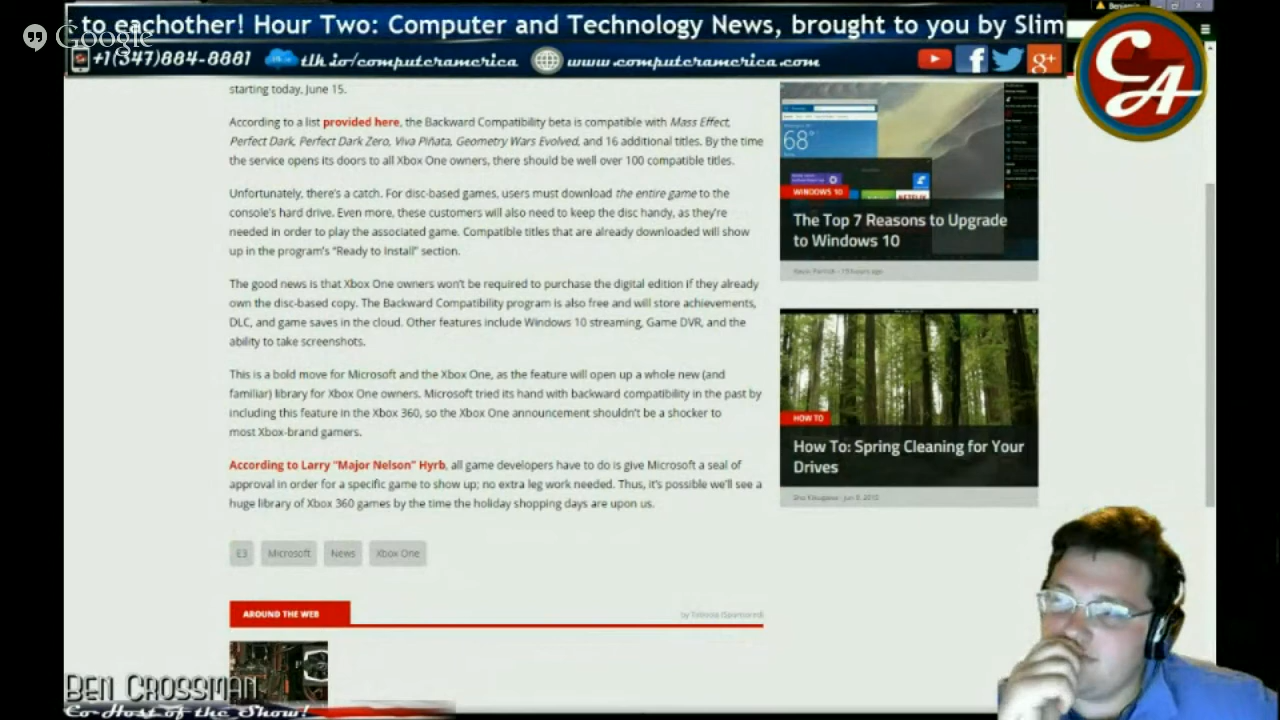 to eachother! Hour Two: Computer and Technology News, brought to you by Slim
Google
+1(347)884-8881 tlk.io/computeramerica www.computeramerica.com
CA
starting today, June 15.
According to a list provided here, the Backward Compatibility beta is compatible with Mass Effect,
Perfect Dark, Perfect Dark Zero, Viva Piñata, Geometry Wars Evolved, and 16 additional titles. By the time
the service opens its doors to all Xbox One owners, there should be well over 100 compatible titles.
Unfortunately, there's a catch. For disc-based games, users must download the entire game to the
console's hard drive. Even more, these customers will also need to keep the disc handy, as they're
needed in order to play the associated game. Compatible titles that are already downloaded will show
up in the program's "Ready to Install" section.
The good news is that Xbox One owners won't be required to purchase the digital edition if they already
own the disc-based copy. The Backward Compatibility program is also free and will store achievements,
DLC, and game saves in the cloud. Other features include Windows 10 streaming, Game DVR, and the
ability to take screenshots.
This is a bold move for Microsoft and the Xbox One, as the feature will open up a whole new (and
familiar) library for Xbox One owners. Microsoft tried its hand with backward compatibility in the past by
including this feature in the Xbox 360, so the Xbox One announcement shouldn't be a shocker to
most Xbox-brand gamers.
According to Larry "Major Nelson" Hyrb, all game developers have to do is give Microsoft a seal of
approval in order for a specific game to show up; no extra leg work needed. Thus, it's possible we'll see a
huge library of Xbox 360 games by the time the holiday shopping days are upon us.
E3 Microsoft News Xbox One
AROUND THE WEB
by Taboola (Sponsored)
68°
NETFLIX
WINDOWS 10
The Top 7 Reasons to Upgrade
to Windows 10
19 hours ago
HOW TO
How To: Spring Cleaning for Your
Drives
BEN CROSSMAN
Co-Host of the Show!